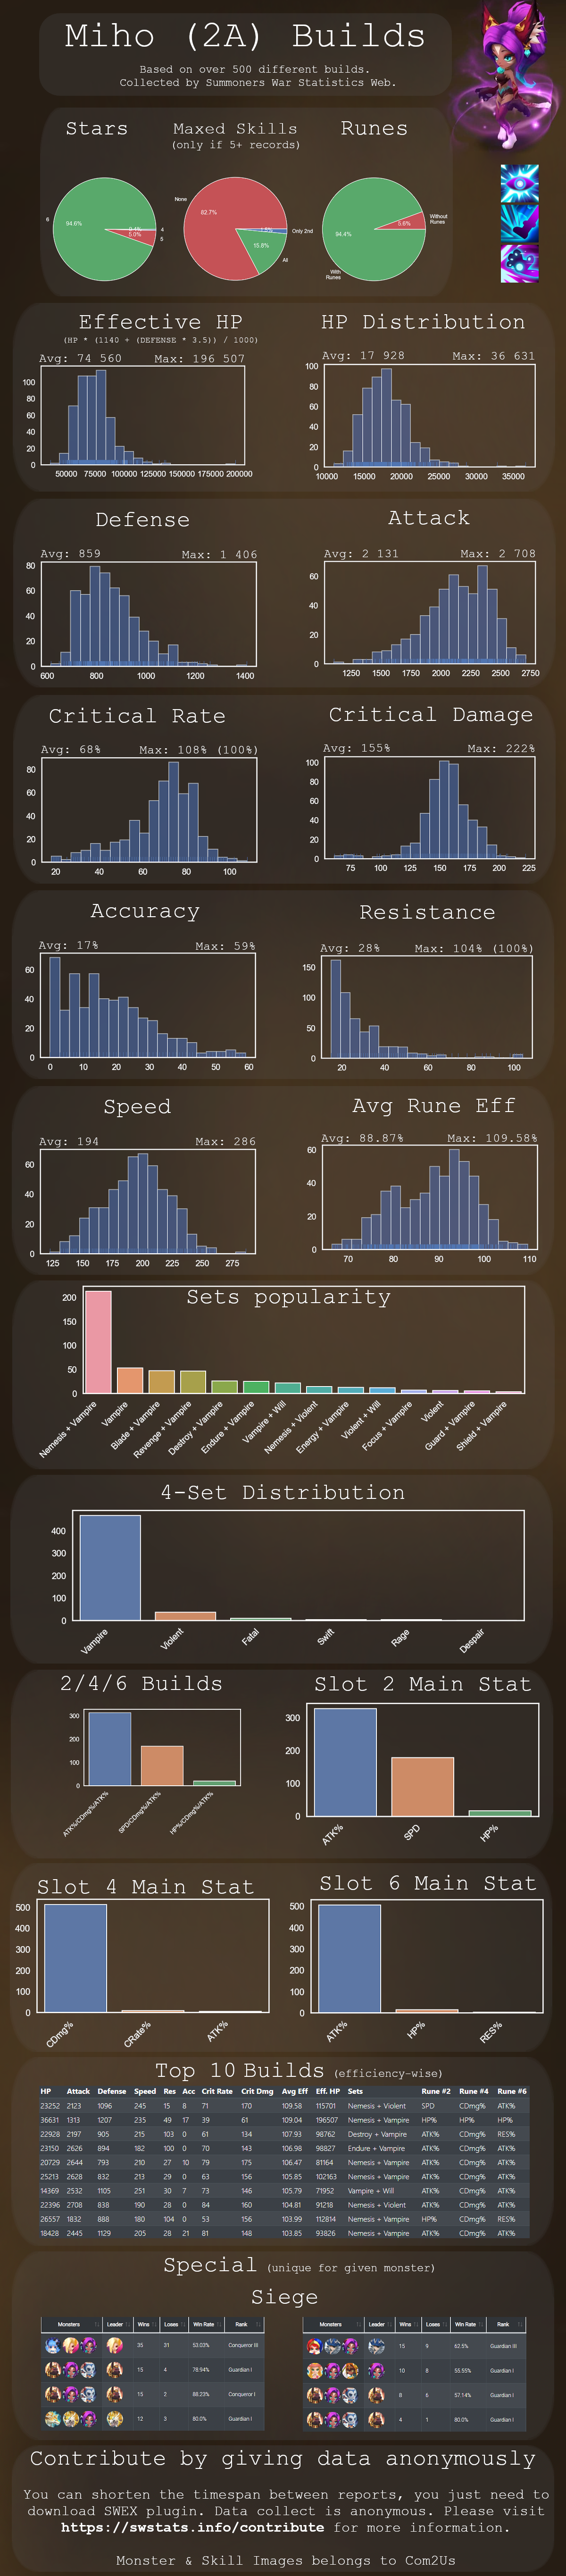 Miho (2A) Builds
Based on over 500 different builds.
Collected by Summoners War Statistics Web.
Stars
Maxed Skills
(only if 5+ records)
Runes
6
94.6%
4
5.0%
5
None
82.7%
Only 2nd
15.8%
All
Without
Runes
5.6%
94.4%
With
Runes
Effective HP
(HP * (1140 + (DEFENSE * 3.5)) / 1000)
Avg: 74 560 Max: 196 507
100
80
60
40
20
0
50000 75000 100000 125000 150000 175000 200000
HP Distribution
Avg: 17 928 Max: 36 631
100
80
60
40
20
0
10000 15000 20000 25000 30000 35000
Defense
Avg: 859 Max: 1 406
80
60
40
20
0
600 800 1000 1200 1400
Attack
Avg: 2 131 Max: 2 708
60
40
20
0
1250 1500 1750 2000 2250 2500 2750
Critical Rate
Avg: 68% Max: 108% (100%)
80
60
40
20
0
20 40 60 80 100
Critical Damage
Avg: 155% Max: 222%
100
80
60
40
20
0
75 100 125 150 175 200 225
Accuracy
Avg: 17% Max: 59%
60
40
20
0
0 10 20 30 40 50 60
Resistance
Avg: 28% Max: 104% (100%)
150
100
50
0
20 40 60 80 100
Speed
Avg: 194 Max: 286
60
40
20
0
125 150 175 200 225 250 275
Avg Rune Eff
Avg: 88.87% Max: 109.58%
60
40
20
0
70 80 90 100 110
Sets popularity
200
150
100
50
0
Nemesis + Vampire
Vampire
Blade + Vampire
Revenge + Vampire
Destroy + Vampire
Endure + Vampire
Vampire + Will
Nemesis + Violent
Energy + Vampire
Violent + Will
Focus + Vampire
Violent
Guard + Vampire
Shield + Vampire
4-Set Distribution
400
300
200
100
0
Vampire
Violent
Fatal
Swift
Rage
Despair
2/4/6 Builds
300
200
100
0
ATK%/CDmg%/ATK%
SPD/CDmg%/ATK%
HP%/CDmg%/ATK%
Slot 2 Main Stat
300
200
100
0
ATK%
SPD
HP%
Slot 4 Main Stat
500
400
300
200
100
0
CDmg%
CRate%
ATK%
Slot 6 Main Stat
500
400
300
200
100
0
ATK%
HP%
RES%
Top 10 Builds (efficiency-wise)
HP Attack Defense Speed Res Acc Crit Rate Crit Dmg Avg Eff Eff. HP Sets Rune #2 Rune #4 Rune #6
23252 2123 1096 245 15 8 71 170 109.58 115701 Nemesis + Violent SPD CDmg% ATK%
36631 1313 1207 235 49 17 39 61 109.04 196507 Nemesis + Vampire HP% HP% HP%
22928 2197 905 215 103 0 61 134 107.93 98762 Destroy + Vampire ATK% CDmg% RES%
23150 2626 894 182 100 0 70 143 106.98 98827 Endure + Vampire ATK% CDmg% ATK%
20729 2644 793 210 27 10 79 175 106.47 81164 Nemesis + Vampire ATK% CDmg% ATK%
25213 2628 832 213 29 0 63 156 105.85 102163 Nemesis + Vampire ATK% CDmg% ATK%
14369 2532 1105 251 30 7 73 146 105.79 71952 Vampire + Will ATK% CDmg% ATK%
22396 2708 838 190 28 0 84 160 104.81 91218 Nemesis + Violent ATK% CDmg% ATK%
26557 1832 888 180 104 0 53 156 103.99 112814 Nemesis + Vampire HP% CDmg% RES%
18428 2445 1129 205 28 21 81 148 103.85 93826 Nemesis + Vampire ATK% CDmg% ATK%
Special (unique for given monster)
Siege
Monsters Leader Wins Loses Win Rate Rank
35 31 53.03% Conqueror III
15 4 78.94% Guardian I
15 2 88.23% Conqueror I
12 3 80.0% Guardian I
Monsters Leader Wins Loses Win Rate Rank
15 9 62.5% Guardian III
10 8 55.55% Guardian I
8 6 57.14% Guardian I
4 1 80.0% Guardian I
Contribute by giving data anonymously
You can shorten the timespan between reports, you just need to
download SWEX plugin. Data collect is anonymous. Please visit
https://swstats.info/contribute for more information.
Monster & Skill Images belongs to Com2Us